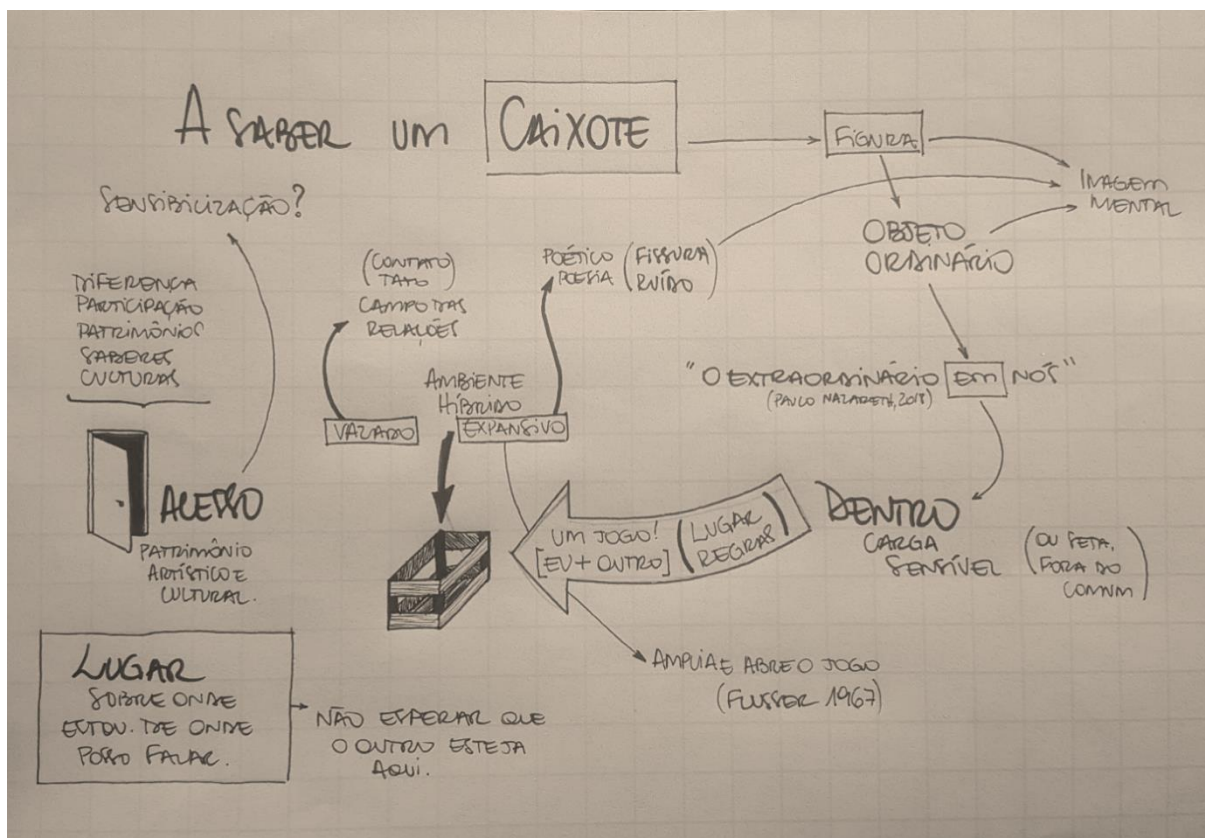 A SABER UM CAIXOTE
FIGURA
IMAGEM
MENTAL
OBJETO
ORDINÁRIO
"O EXTRAORDINÁRIO EM NÓS"
(PAULO NAZARETH, 2018)
DENTRO
CARGA
SENSÍVEL
(OU SEJA,
FORA DO
COMUM)
SENSIBILIZAÇÃO?
DIFERENÇA
PARTICIPAÇÃO
PATRIMÔNIOS
SABERES
CULTURAS
ACESSO
PATRIMÔNIO
ARTÍSTICO E
CULTURAL.
(CONTATO)
TATO
CAMPO DAS
RELAÇÕES
VAZADO
AMBIENTE
HÍBRIDO
EXPANSIVO
POÉTICO
POESIA
(FISSURA
RUÍDO)
UM JOGO!
[EU + OUTRO]
(LUGAR
REGRAS)
AMPLIA E ABRE O JOGO
(FLUSSER 1967)
LUGAR
SOBRE ONDE
ESTOU. DE ONDE
POSSO FALAR.
NÃO ESPERAR QUE
O OUTRO ESTEJA
AQUI.